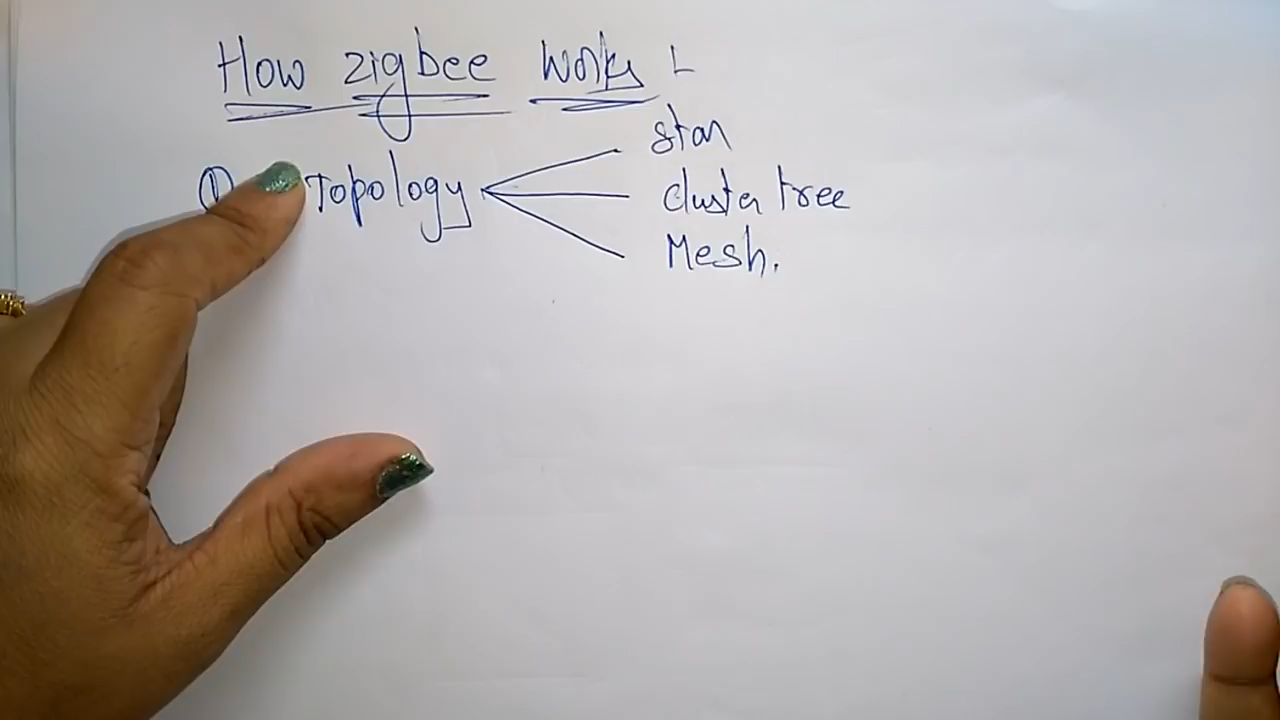 How zigbee works :-
① Topology
star
cluster tree
Mesh.